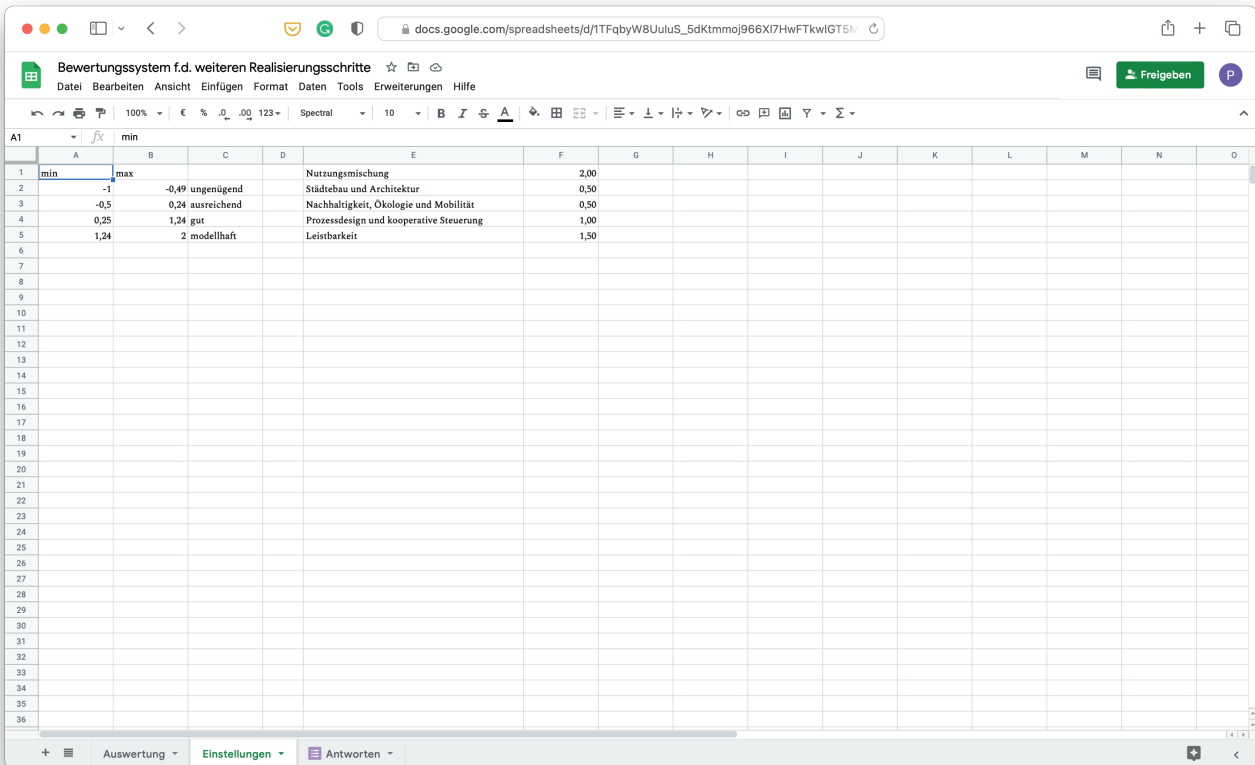 docs.google.com/spreadsheets/d/1TFqbyW8UuluS_5dKtmmoj966Xl7HwFTkwlGT5M
Bewertungssystem f.d. weiteren Realisierungsschritte
Datei Bearbeiten Ansicht Einfügen Format Daten Tools Erweiterungen Hilfe
Freigeben
P
100% € % .0 .00 123 Spectral 10 B I S A
A1 fx min
A B C D E F G H I J K L M N O
1 min max Nutzungsmischung 2,00
2 -1 -0,49 ungenügend Städtebau und Architektur 0,50
3 -0,5 0,24 ausreichend Nachhaltigkeit, Ökologie und Mobilität 0,50
4 0,25 1,24 gut Prozessdesign und kooperative Steuerung 1,00
5 1,24 2 modellhaft Leistbarkeit 1,50
6
7
8
9
10
11
12
13
14
15
16
17
18
19
20
21
22
23
24
25
26
27
28
29
30
31
32
33
34
35
36
Auswertung Einstellungen Antworten